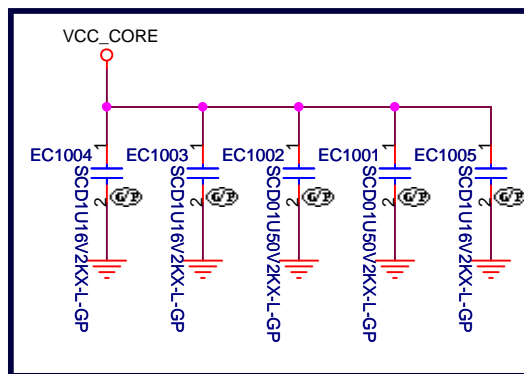 VCC_CORE
EC1004
1
2
SCD1U16V2KX-L-GP
G/P
EC1003
1
2
SCD1U16V2KX-L-GP
G/P
EC1002
1
2
SCD01U50V2KX-L-GP
G/P
EC1001
1
2
SCD01U50V2KX-L-GP
G/P
EC1005
1
2
SCD1U16V2KX-L-GP
G/P